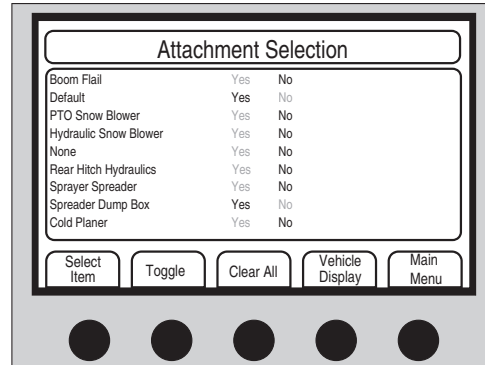 Attachment Selection
Boom Flail Yes No
Default Yes No
PTO Snow Blower Yes No
Hydraulic Snow Blower Yes No
None Yes No
Rear Hitch Hydraulics Yes No
Sprayer Spreader Yes No
Spreader Dump Box Yes No
Cold Planer Yes No
Select
Item
Toggle
Clear All
Vehicle
Display
Main
Menu